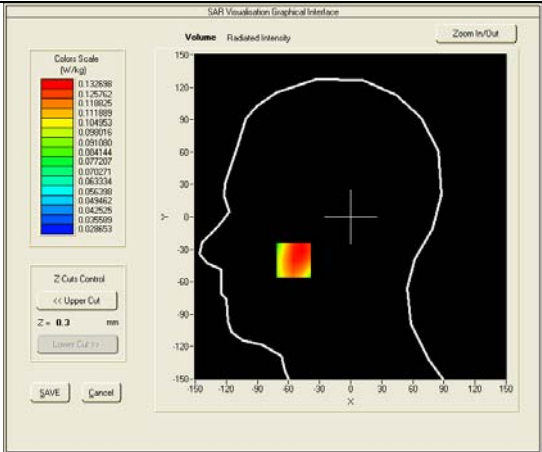 SAR Visualisation Graphical Interface
Volume Radiated Intensity
Zoom In/Out
Colors Scale
(W/kg)
0.132698
0.125762
0.118825
0.111889
0.104953
0.098016
0.091080
0.084144
0.077207
0.070271
0.063334
0.056398
0.049462
0.042525
0.035589
0.028653
Z-Cuts Control
<< Upper Cut
Z = 0.3 mm
Lower Cut >>
SAVE Cancel
150
120
90
60
30
0
-30
-60
-90
-120
-150
Y
-150 -120 -90 -60 -30 0 30 60 90 120 150
X